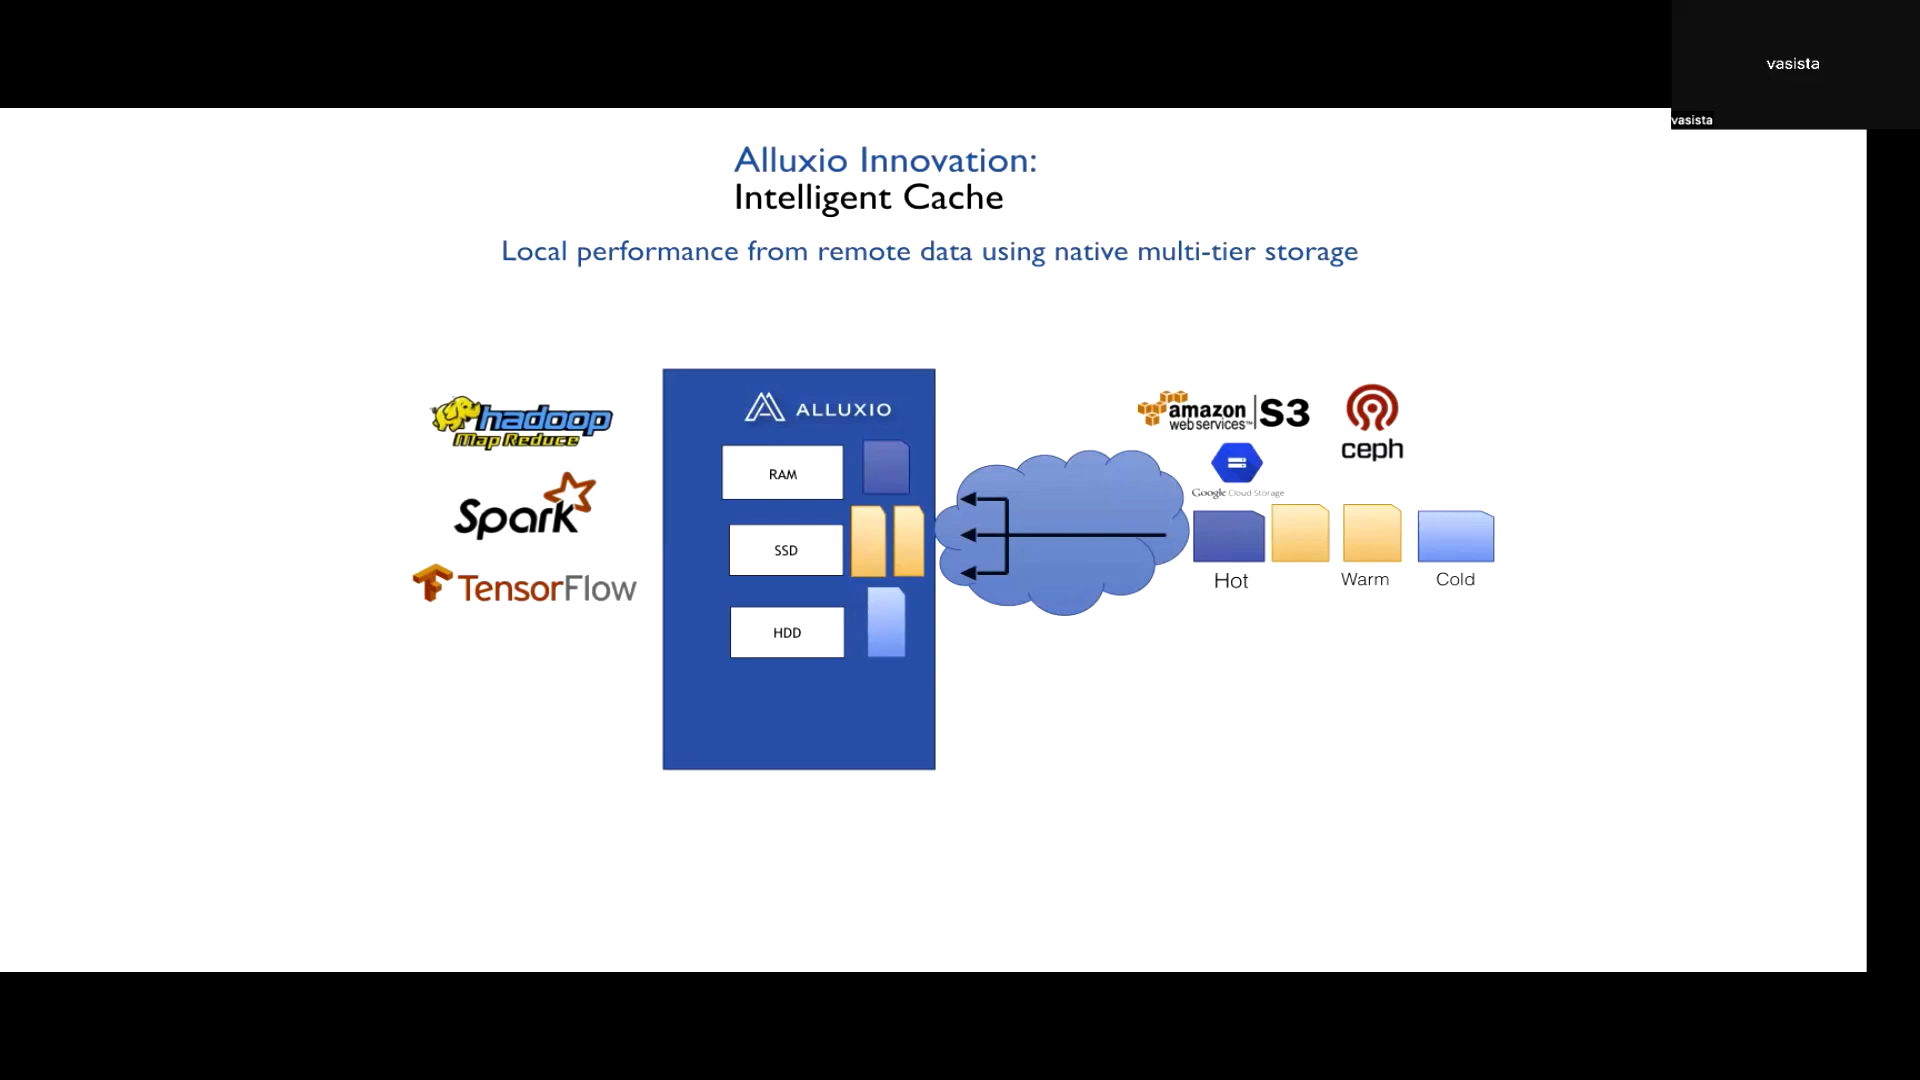 vasista
vasista
Alluxio Innovation:
Intelligent Cache
Local performance from remote data using native multi-tier storage
hadoop
Map Reduce
Spark
TensorFlow
ALLUXIO
RAM
SSD
HDD
amazon
web services™
S3
ceph
Google Cloud Storage
Hot
Warm
Cold